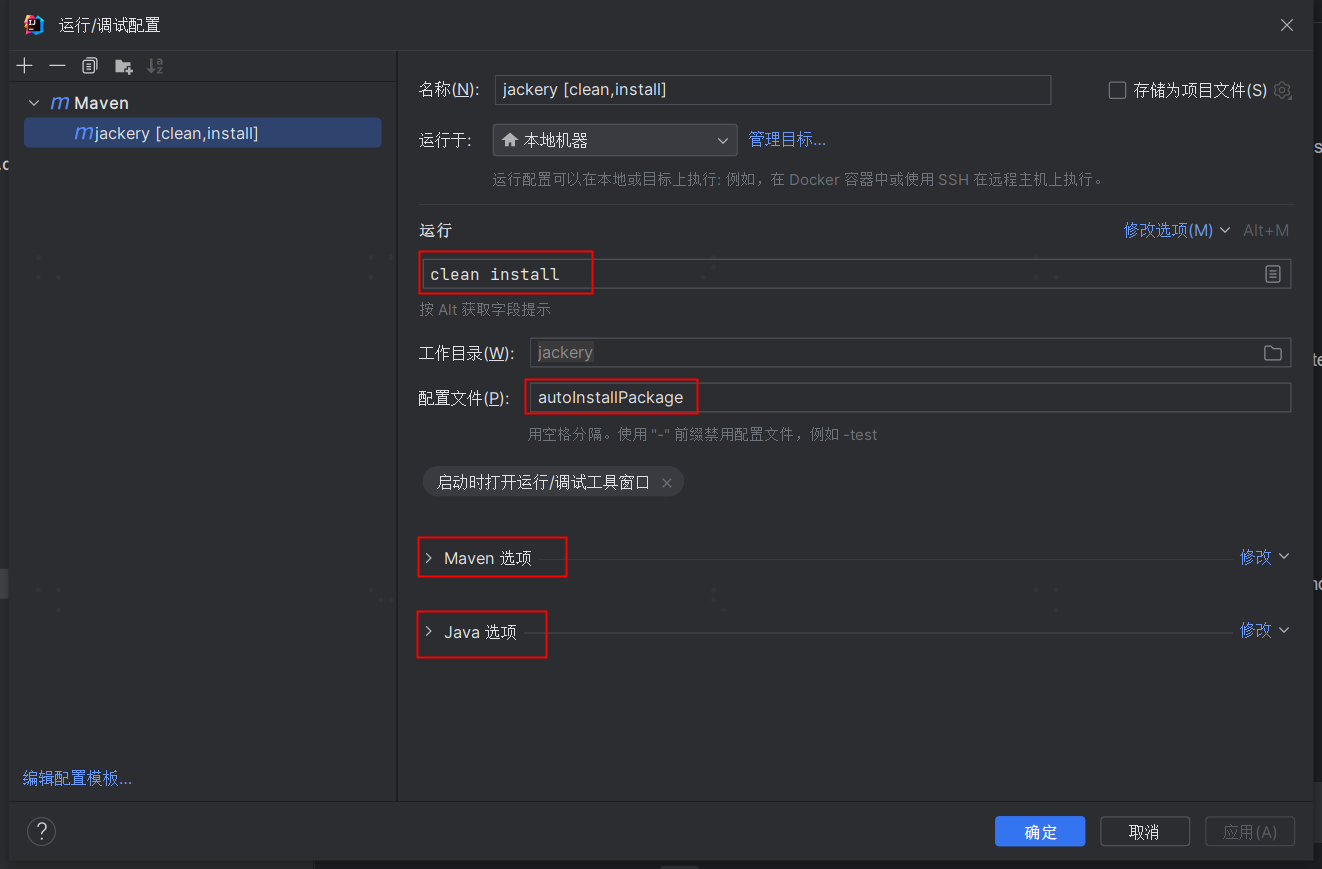 运行/调试配置
Maven
jackery [clean,install]
编辑配置模板...
名称(N): jackery [clean,install] 存储为项目文件(S)
运行于: 本地机器 管理目标...
运行配置可以在本地或目标上执行: 例如，在 Docker 容器中或使用 SSH 在远程主机上执行。
运行 修改选项(M) Alt+M
clean install
按 Alt 获取字段提示
工作目录(W): jackery
配置文件(P): autoInstallPackage
用空格分隔。使用 "-" 前缀禁用配置文件，例如 -test
启动时打开运行/调试工具窗口
Maven 选项 修改
Java 选项 修改
? 确定 取消 应用(A)